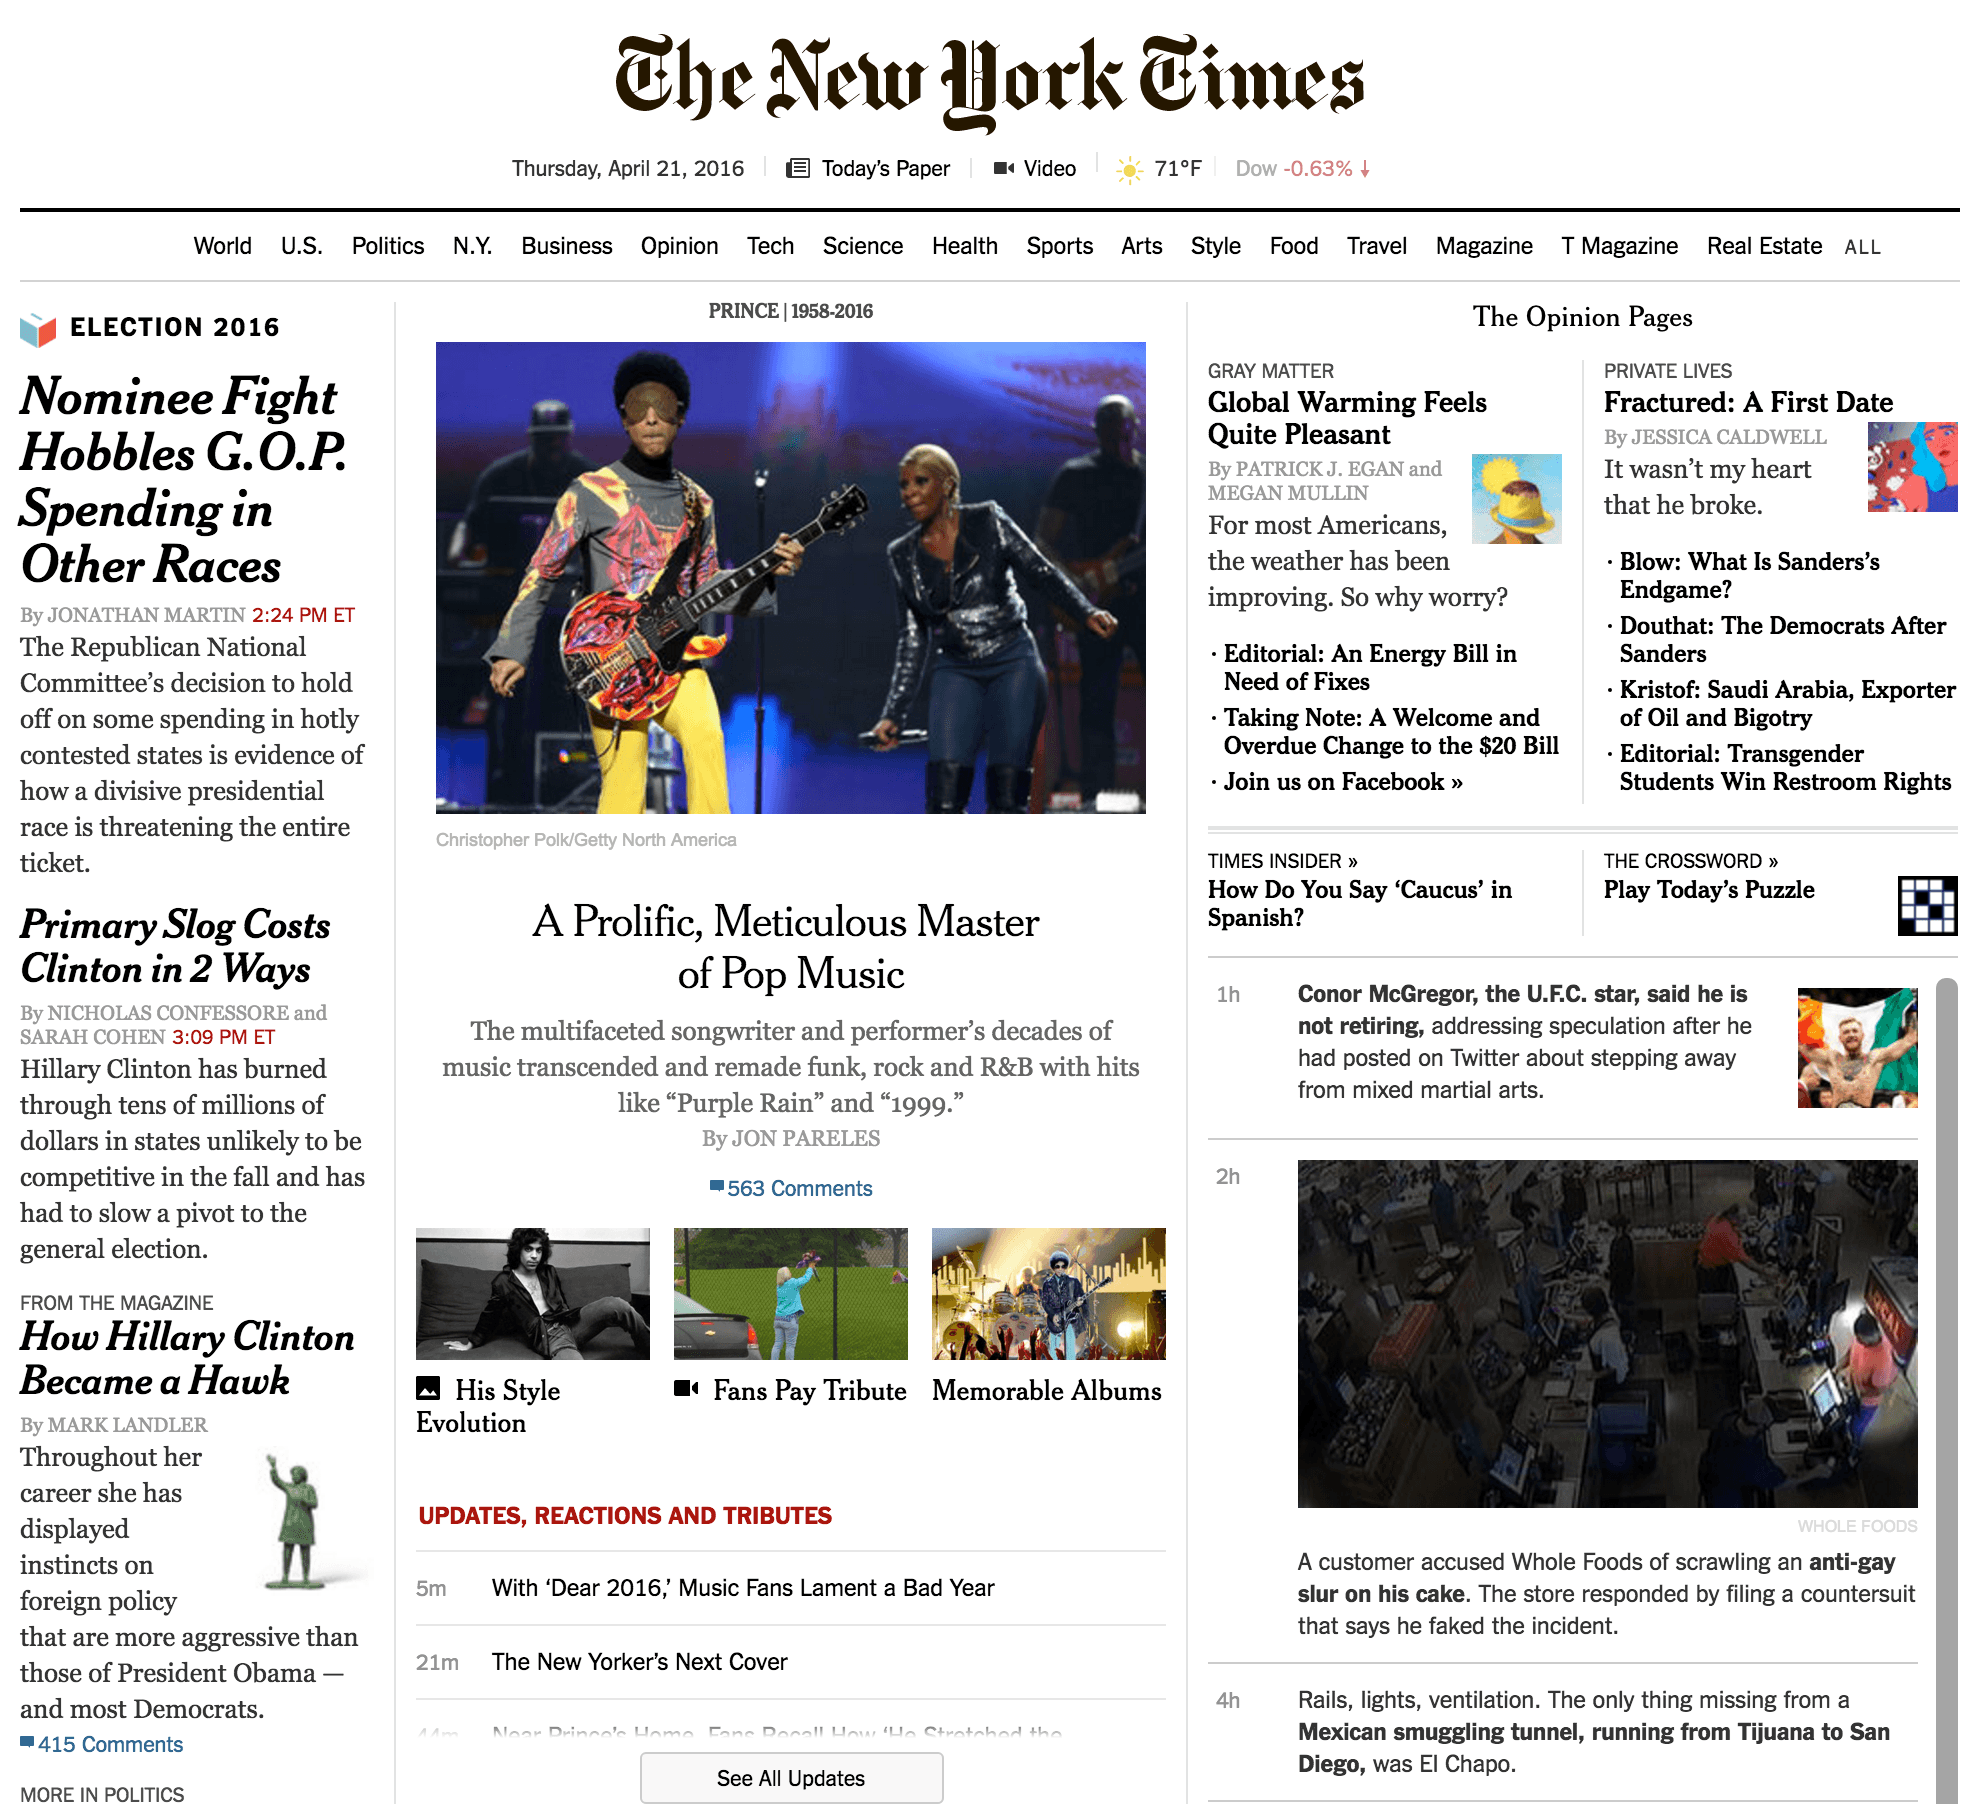 The New York Times
Thursday, April 21, 2016
Today's Paper
Video
71°F
Dow -0.63%
World U.S. Politics N.Y. Business Opinion Tech Science Health Sports Arts Style Food Travel Magazine T Magazine Real Estate ALL
ELECTION 2016
Nominee Fight
Hobbles G.O.P.
Spending in
Other Races
By JONATHAN MARTIN 2:24 PM ET
The Republican National
Committee's decision to hold
off on some spending in hotly
contested states is evidence of
how a divisive presidential
race is threatening the entire
ticket.
Primary Slog Costs
Clinton in 2 Ways
By NICHOLAS CONFESSORE and
SARAH COHEN 3:09 PM ET
Hillary Clinton has burned
through tens of millions of
dollars in states unlikely to be
competitive in the fall and has
had to slow a pivot to the
general election.
FROM THE MAGAZINE
How Hillary Clinton
Became a Hawk
By MARK LANDLER
Throughout her
career she has
displayed
instincts on
foreign policy
that are more aggressive than
those of President Obama —
and most Democrats.
415 Comments
MORE IN POLITICS
PRINCE | 1958-2016
Christopher Polk/Getty North America
A Prolific, Meticulous Master
of Pop Music
The multifaceted songwriter and performer's decades of
music transcended and remade funk, rock and R&B with hits
like “Purple Rain” and “1999.”
By JON PARELES
563 Comments
His Style
Evolution
Fans Pay Tribute
Memorable Albums
UPDATES, REACTIONS AND TRIBUTES
5m With ‘Dear 2016,’ Music Fans Lament a Bad Year
21m The New Yorker's Next Cover
44m Near Prince's Home, Fans Recall How ‘He Stretched the
See All Updates
The Opinion Pages
GRAY MATTER
Global Warming Feels
Quite Pleasant
By PATRICK J. EGAN and
MEGAN MULLIN
For most Americans,
the weather has been
improving. So why worry?
· Editorial: An Energy Bill in
Need of Fixes
· Taking Note: A Welcome and
Overdue Change to the $20 Bill
· Join us on Facebook »
PRIVATE LIVES
Fractured: A First Date
By JESSICA CALDWELL
It wasn't my heart
that he broke.
· Blow: What Is Sanders's
Endgame?
· Douthat: The Democrats After
Sanders
· Kristof: Saudi Arabia, Exporter
of Oil and Bigotry
· Editorial: Transgender
Students Win Restroom Rights
TIMES INSIDER »
How Do You Say ‘Caucus’ in
Spanish?
THE CROSSWORD »
Play Today's Puzzle
1h
Conor McGregor, the U.F.C. star, said he is
not retiring, addressing speculation after he
had posted on Twitter about stepping away
from mixed martial arts.
2h
WHOLE FOODS
A customer accused Whole Foods of scrawling an anti-gay
slur on his cake. The store responded by filing a countersuit
that says he faked the incident.
4h
Rails, lights, ventilation. The only thing missing from a
Mexican smuggling tunnel, running from Tijuana to San
Diego, was El Chapo.